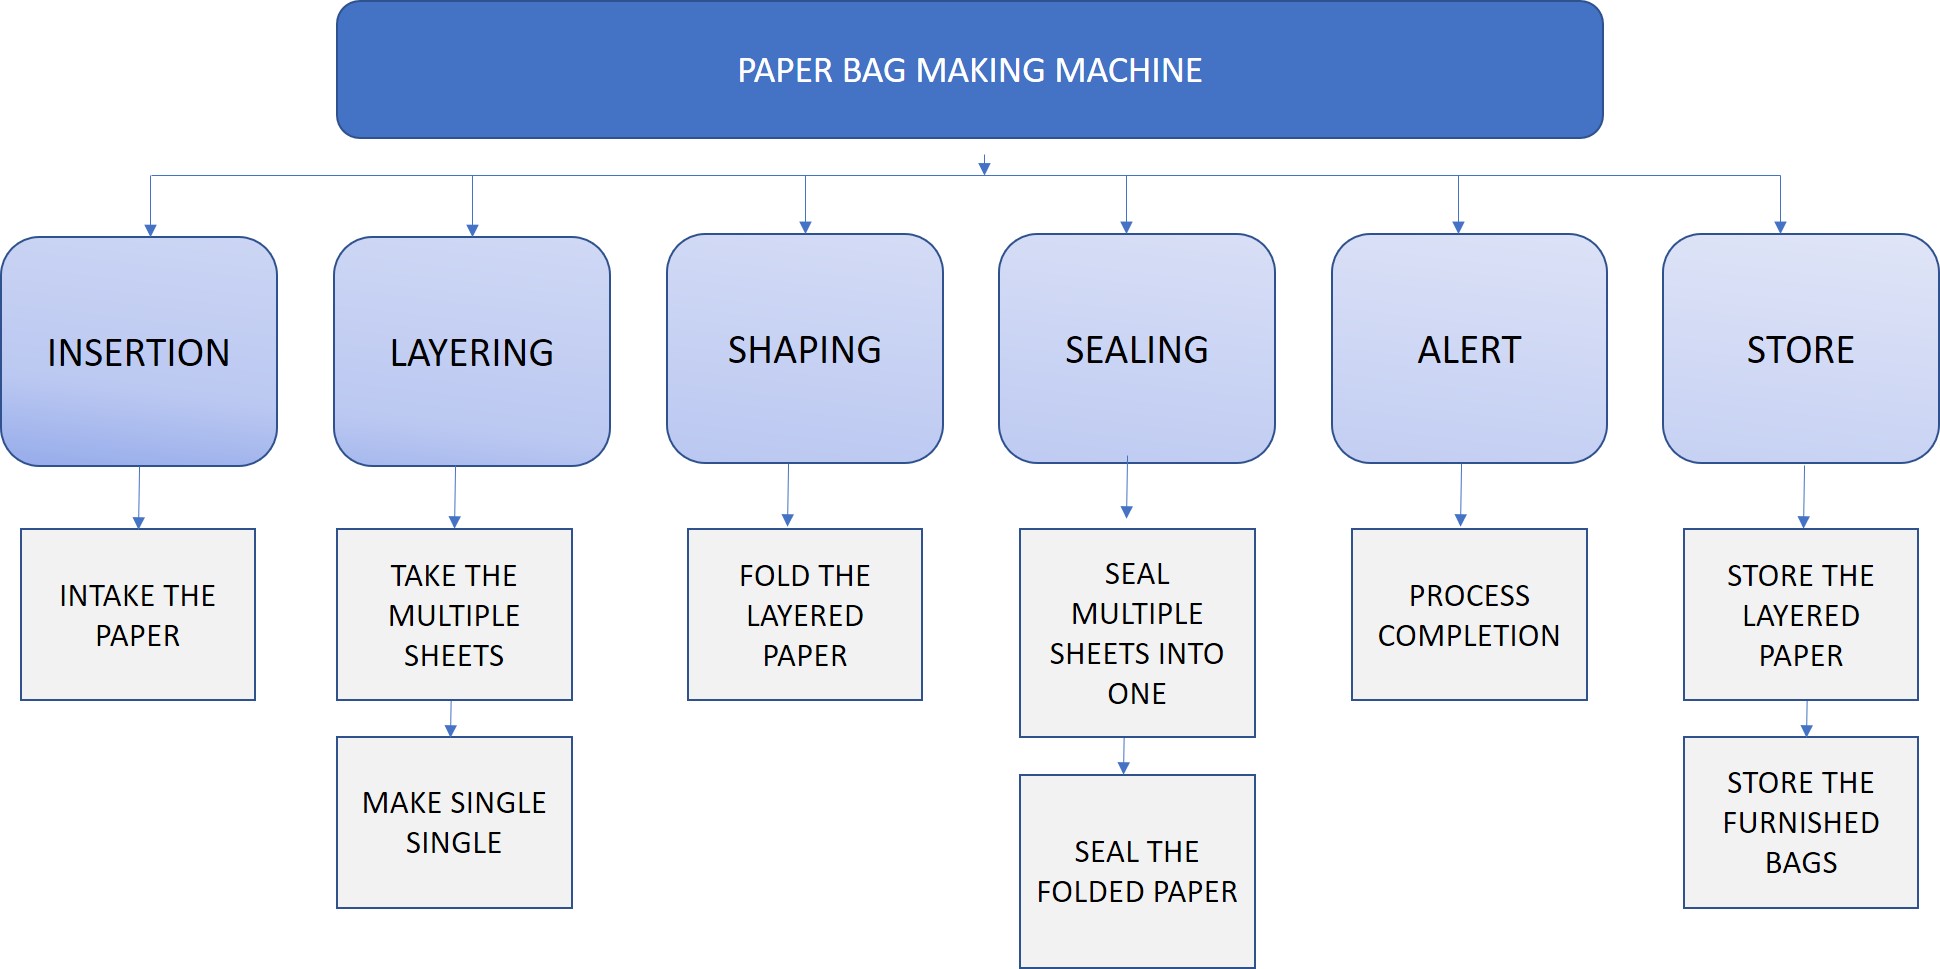 PAPER BAG MAKING MACHINE
INSERTION
LAYERING
SHAPING
SEALING
ALERT
STORE
INTAKE THE
PAPER
TAKE THE
MULTIPLE
SHEETS
MAKE SINGLE
SINGLE
FOLD THE
LAYERED
PAPER
SEAL
MULTIPLE
SHEETS INTO
ONE
SEAL THE
FOLDED PAPER
PROCESS
COMPLETION
STORE THE
LAYERED
PAPER
STORE THE
FURNISHED
BAGS